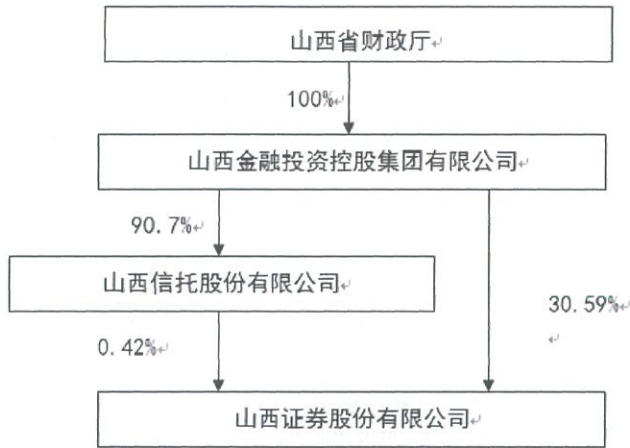 山西省财政厅
100%
山西金融投资控股集团有限公司
90.7%
山西信托股份有限公司
30.59%
0.42%
山西证券股份有限公司